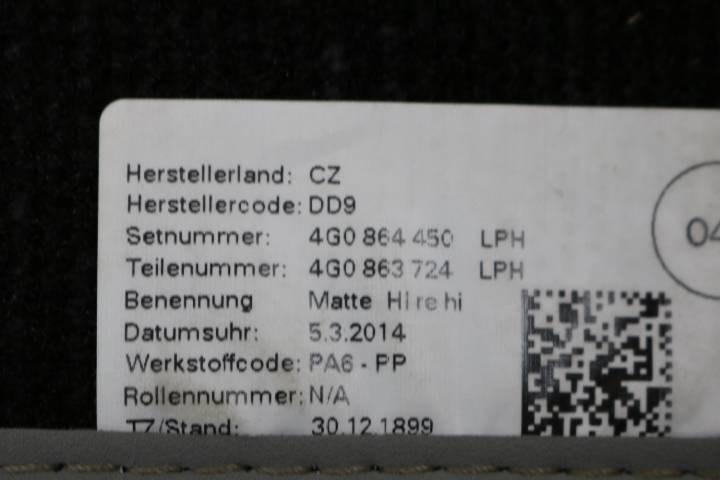 Herstellerland: CZ
Herstellercode: DD9
Setnummer: 4G0 864 450 LPH
Teilenummer: 4G0 863 724 LPH
Benennung Matte Hi re hi
Datumsuhr: 5.3.2014
Werkstoffcode: PA6 - PP
Rollennummer: N/A
TZ/Stand: 30.12.1899
04